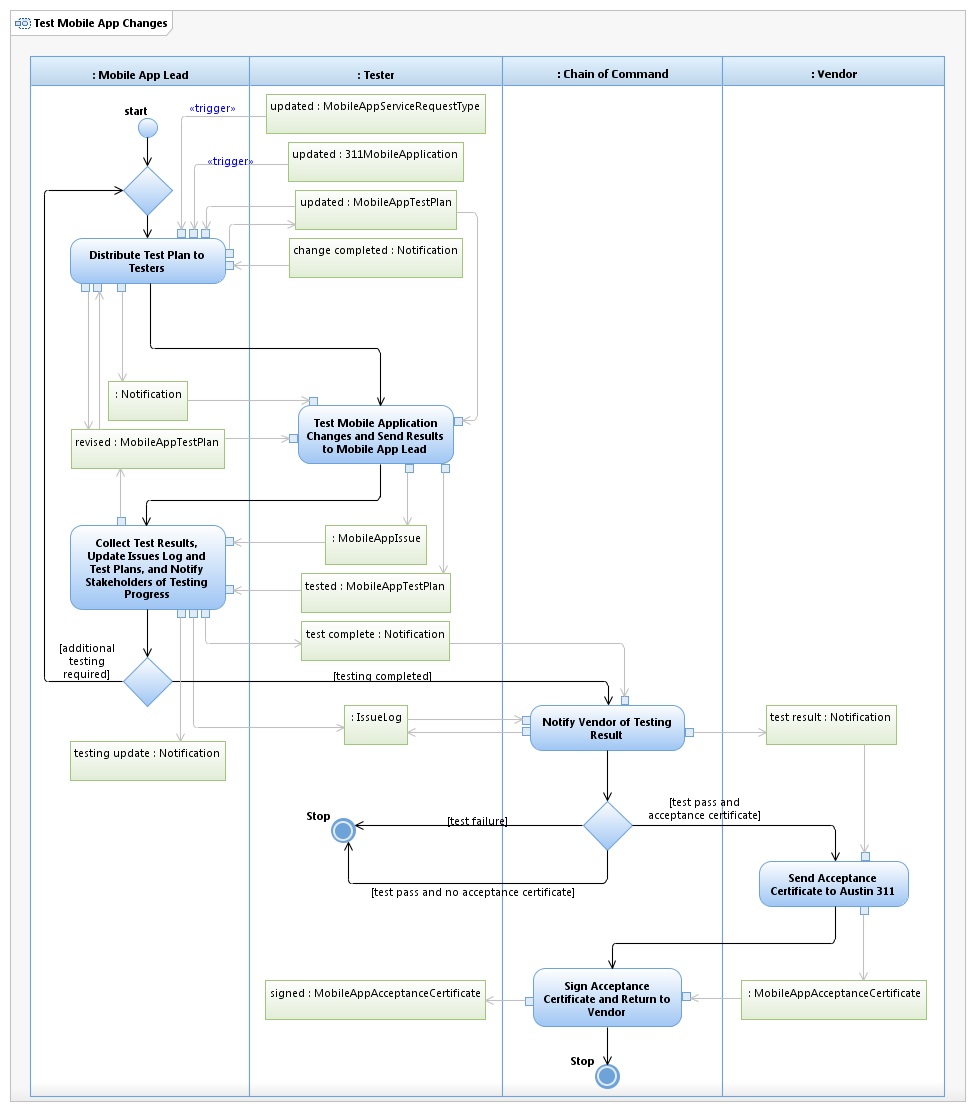 Test Mobile App Changes
: Mobile App Lead
: Tester
: Chain of Command
: Vendor
start
«trigger»
updated : MobileAppServiceRequestType
«trigger»
updated : 311MobileApplication
updated : MobileAppTestPlan
Distribute Test Plan to
Testers
change completed : Notification
: Notification
revised : MobileAppTestPlan
Test Mobile Application
Changes and Send Results
to Mobile App Lead
Collect Test Results,
Update Issues Log and
Test Plans, and Notify
Stakeholders of Testing
Progress
: MobileAppIssue
tested : MobileAppTestPlan
test complete : Notification
[additional
testing
required]
[testing completed]
: IssueLog
Notify Vendor of Testing
Result
test result : Notification
testing update : Notification
Stop
[test failure]
[test pass and
acceptance certificate]
[test pass and no acceptance certificate]
Send Acceptance
Certificate to Austin 311
signed : MobileAppAcceptanceCertificate
Sign Acceptance
Certificate and Return to
Vendor
: MobileAppAcceptanceCertificate
Stop